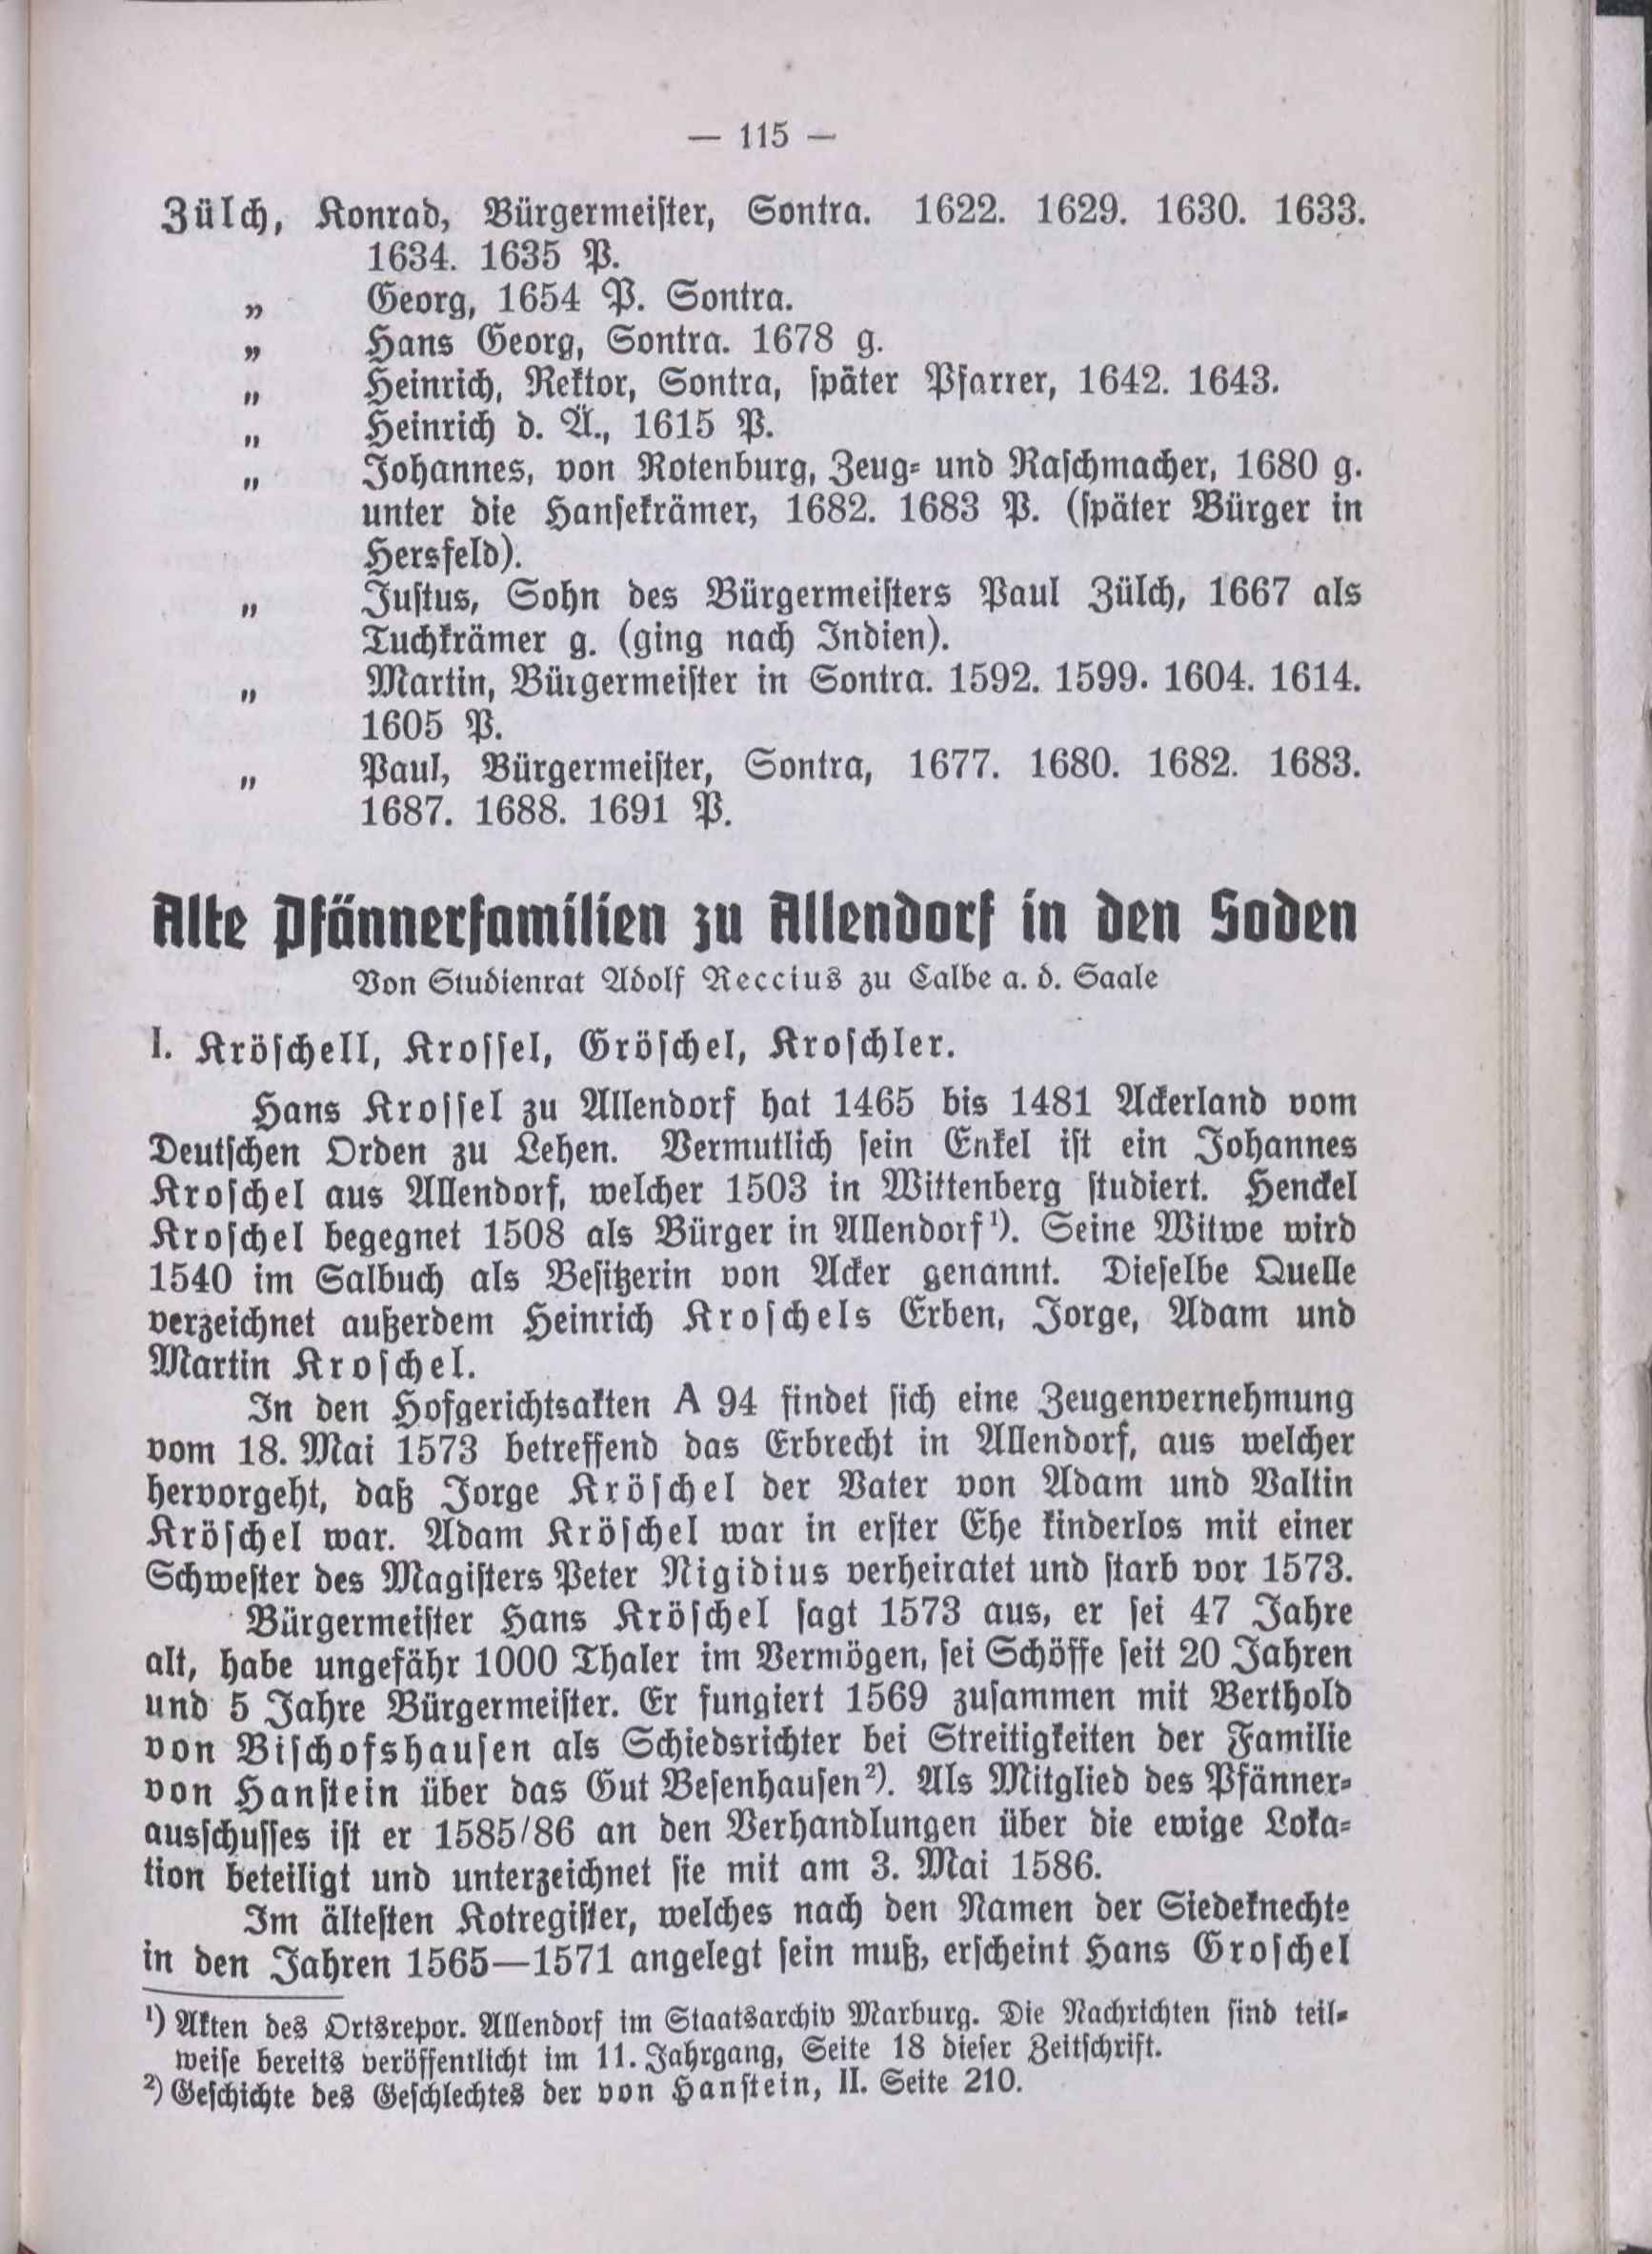 — 115 —
Zülch, Konrad, Bürgermeister, Sontra. 1622. 1629. 1630. 1633.
1634. 1635 P.
„ Georg, 1654 P. Sontra.
„ Hans Georg, Sontra. 1678 g.
„ Heinrich, Rektor, Sontra, später Pfarrer, 1642. 1643.
„ Heinrich d. Ä., 1615 P.
„ Johannes, von Rotenburg, Zeug- und Raschmacher, 1680 g.
unter die Hansekrämer, 1682. 1683 P. (später Bürger in
Hersfeld).
„ Justus, Sohn des Bürgermeisters Paul Zülch, 1667 als
Tuchkrämer g. (ging nach Indien).
„ Martin, Bürgermeister in Sontra. 1592. 1599. 1604. 1614.
1605 P.
„ Paul, Bürgermeister, Sontra, 1677. 1680. 1682. 1683.
1687. 1688. 1691 P.
Alte Pfännerfamilien zu Allendorf in den Soden
Von Studienrat Adolf Reccius zu Calbe a. d. Saale
I. Kröschell, Krossel, Gröschel, Kroschler.
Hans Krossel zu Allendorf hat 1465 bis 1481 Ackerland vom
Deutschen Orden zu Lehen. Vermutlich sein Enkel ist ein Johannes
Kroschel aus Allendorf, welcher 1503 in Wittenberg studiert. Henckel
Kroschel begegnet 1508 als Bürger in Allendorf¹). Seine Witwe wird
1540 im Salbuch als Besitzerin von Acker genannt. Dieselbe Quelle
verzeichnet außerdem Heinrich Kroschels Erben, Jorge, Adam und
Martin Kroschel.
In den Hofgerichtsakten A 94 findet sich eine Zeugenvernehmung
vom 18. Mai 1573 betreffend das Erbrecht in Allendorf, aus welcher
hervorgeht, daß Jorge Kröschel der Vater von Adam und Valtin
Kröschel war. Adam Kröschel war in erster Ehe kinderlos mit einer
Schwester des Magisters Peter Nigidius verheiratet und starb vor 1573.
Bürgermeister Hans Kröschel sagt 1573 aus, er sei 47 Jahre
alt, habe ungefähr 1000 Thaler im Vermögen, sei Schöffe seit 20 Jahren
und 5 Jahre Bürgermeister. Er fungiert 1569 zusammen mit Berthold
von Bischofshausen als Schiedsrichter bei Streitigkeiten der Familie
von Hanstein über das Gut Besenhausen²). Als Mitglied des Pfänner-
ausschusses ist er 1585/86 an den Verhandlungen über die ewige Loka-
tion beteiligt und unterzeichnet sie mit am 3. Mai 1586.
Im ältesten Kotregister, welches nach den Namen der Siedeknechte
in den Jahren 1565—1571 angelegt sein muß, erscheint Hans Groschel
¹) Akten des Ortsrepor. Allendorf im Staatsarchiv Marburg. Die Nachrichten sind teil-
weise bereits veröffentlicht im 11. Jahrgang, Seite 18 dieser Zeitschrift.
²) Geschichte des Geschlechtes der von Hanstein, II. Seite 210.